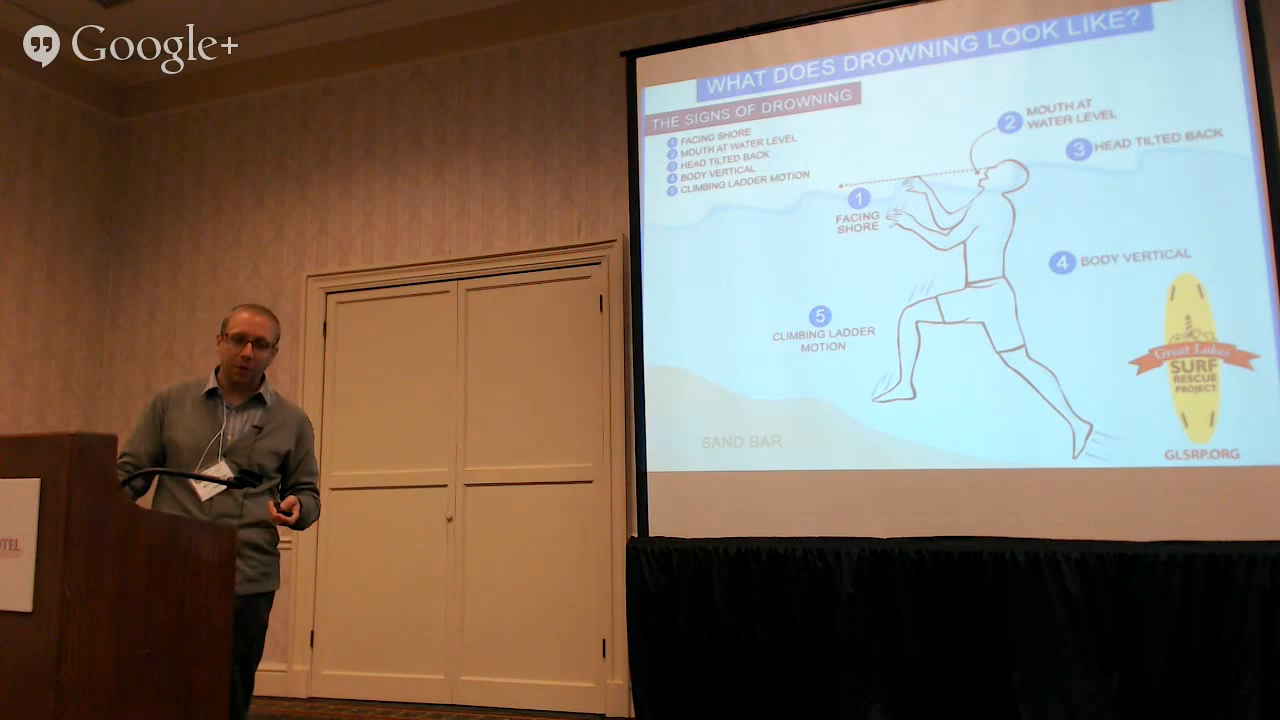 Google+
WHAT DOES DROWNING LOOK LIKE?
THE SIGNS OF DROWNING
1 FACING SHORE
2 MOUTH AT WATER LEVEL
3 HEAD TILTED BACK
4 BODY VERTICAL
5 CLIMBING LADDER MOTION
2 MOUTH AT
WATER LEVEL
3 HEAD TILTED BACK
1
FACING
SHORE
4 BODY VERTICAL
5
CLIMBING LADDER
MOTION
SAND BAR
Great Lakes
SURF
RESCUE
PROJECT
GLSRP.ORG